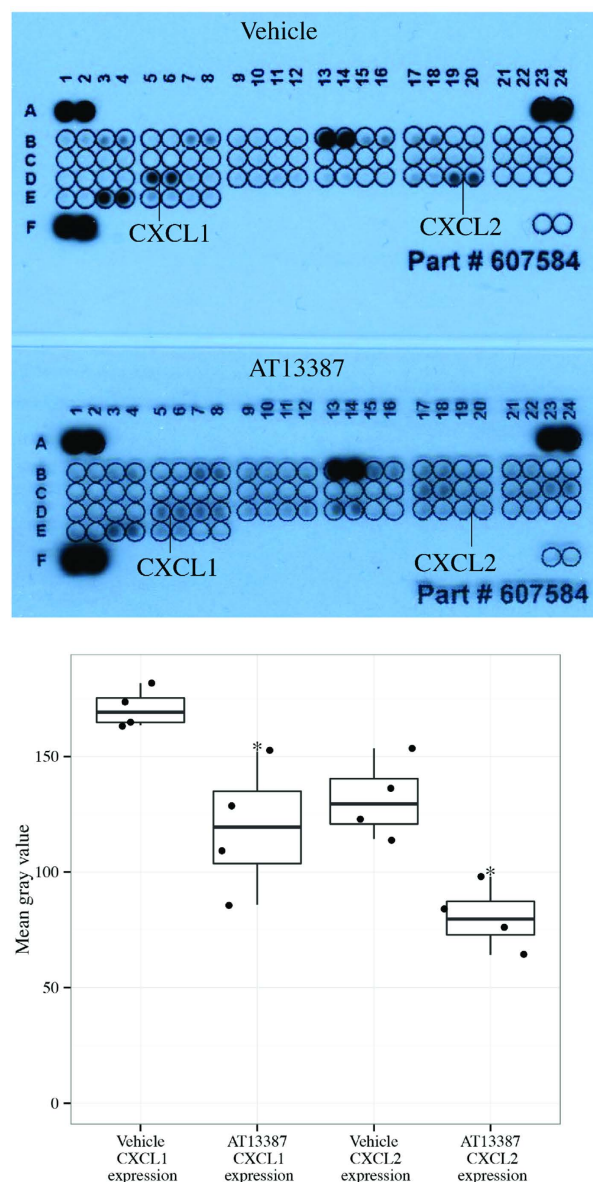 Vehicle
1 2 3 4 5 6 7 8 9 10 11 12 13 14 15 16 17 18 19 20 21 22 23 24
A
B
C
D
E
F
CXCL1
CXCL2
Part # 607584
AT13387
1 2 3 4 5 6 7 8 9 10 11 12 13 14 15 16 17 18 19 20 21 22 23 24
A
B
C
D
E
F
CXCL1
CXCL2
Part # 607584
Mean gray value
150
100
50
0
*
*
Vehicle
CXCL1
expression
AT13387
CXCL1
expression
Vehicle
CXCL2
expression
AT13387
CXCL2
expression